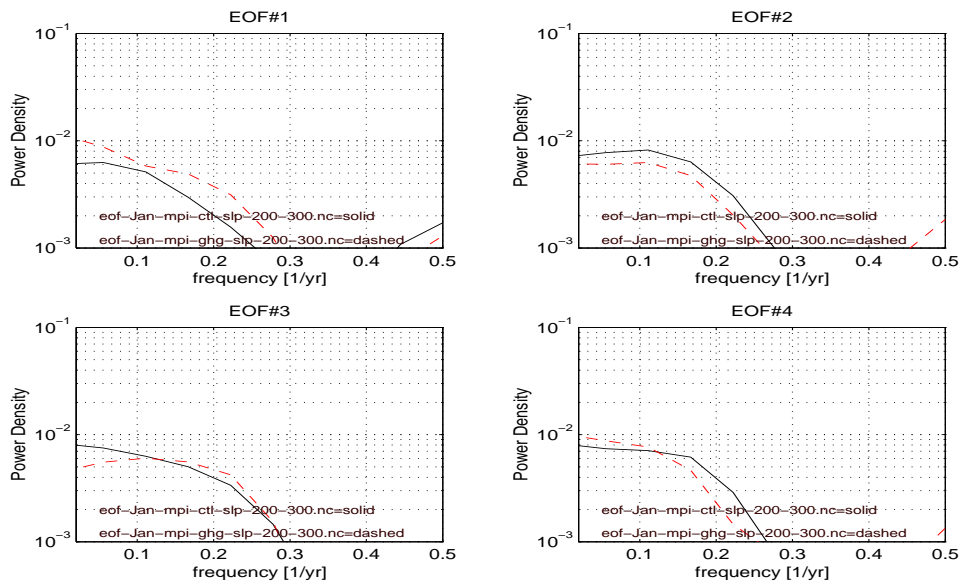 EOF#1
10^-1
10^-2
10^-3
Power Density
eof-Jan-mpi-ctl-slp-200-300.nc=solid
eof-Jan-mpi-ghg-slp-200-300.nc=dashed
0.1 0.2 0.3 0.4 0.5
frequency [1/yr]
EOF#2
10^-1
10^-2
10^-3
Power Density
eof-Jan-mpi-ctl-slp-200-300.nc=solid
eof-Jan-mpi-ghg-slp-200-300.nc=dashed
0.1 0.2 0.3 0.4 0.5
frequency [1/yr]
EOF#3
10^-1
10^-2
10^-3
Power Density
eof-Jan-mpi-ctl-slp-200-300.nc=solid
eof-Jan-mpi-ghg-slp-200-300.nc=dashed
0.1 0.2 0.3 0.4 0.5
frequency [1/yr]
EOF#4
10^-1
10^-2
10^-3
Power Density
eof-Jan-mpi-ctl-slp-200-300.nc=solid
eof-Jan-mpi-ghg-slp-200-300.nc=dashed
0.1 0.2 0.3 0.4 0.5
frequency [1/yr]